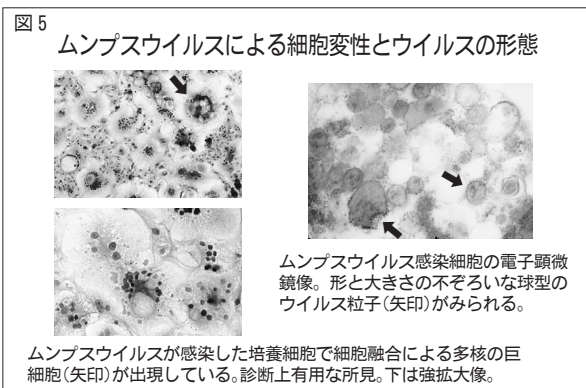 図5
ムンプスウイルスによる細胞変性とウイルスの形態
ムンプスウイルス感染細胞の電子顕微
鏡像。形と大きさの不ぞろいな球型の
ウイルス粒子(矢印)がみられる。
ムンプスウイルスが感染した培養細胞で細胞融合による多核の巨
細胞(矢印)が出現している。診断上有用な所見。下は強拡大像。